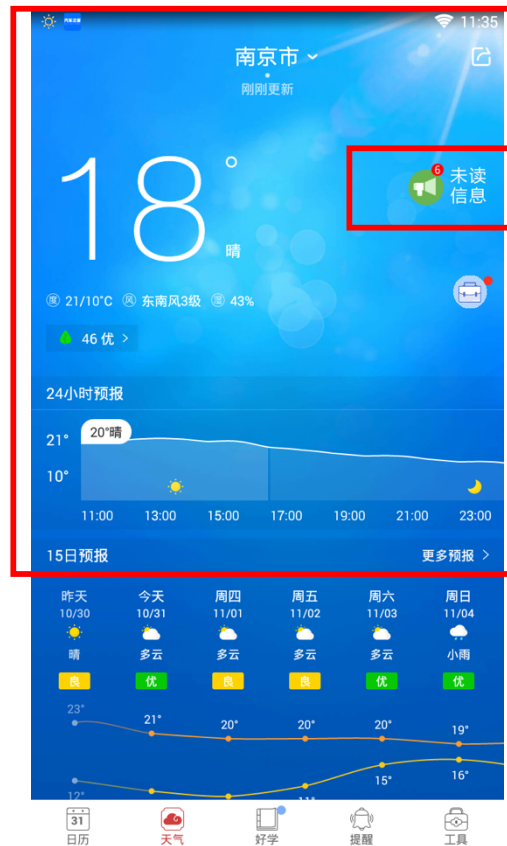 11:35
南京市
刚刚更新
18°
晴
6
未读
信息
度 21/10°C 风 东南风3级 湿 43%
46 优 >
24小时预报
20°晴
21°
10°
11:00 13:00 15:00 17:00 19:00 21:00 23:00
15日预报 更多预报 >
昨天 今天 周四 周五 周六 周日
10/30 10/31 11/01 11/02 11/03 11/04
晴 多云 多云 多云 多云 小雨
良 优 良 良 优 优
23° 21° 20° 20° 20° 19°
12° 11° 15° 16°
31
日历 天气 好学 提醒 工具